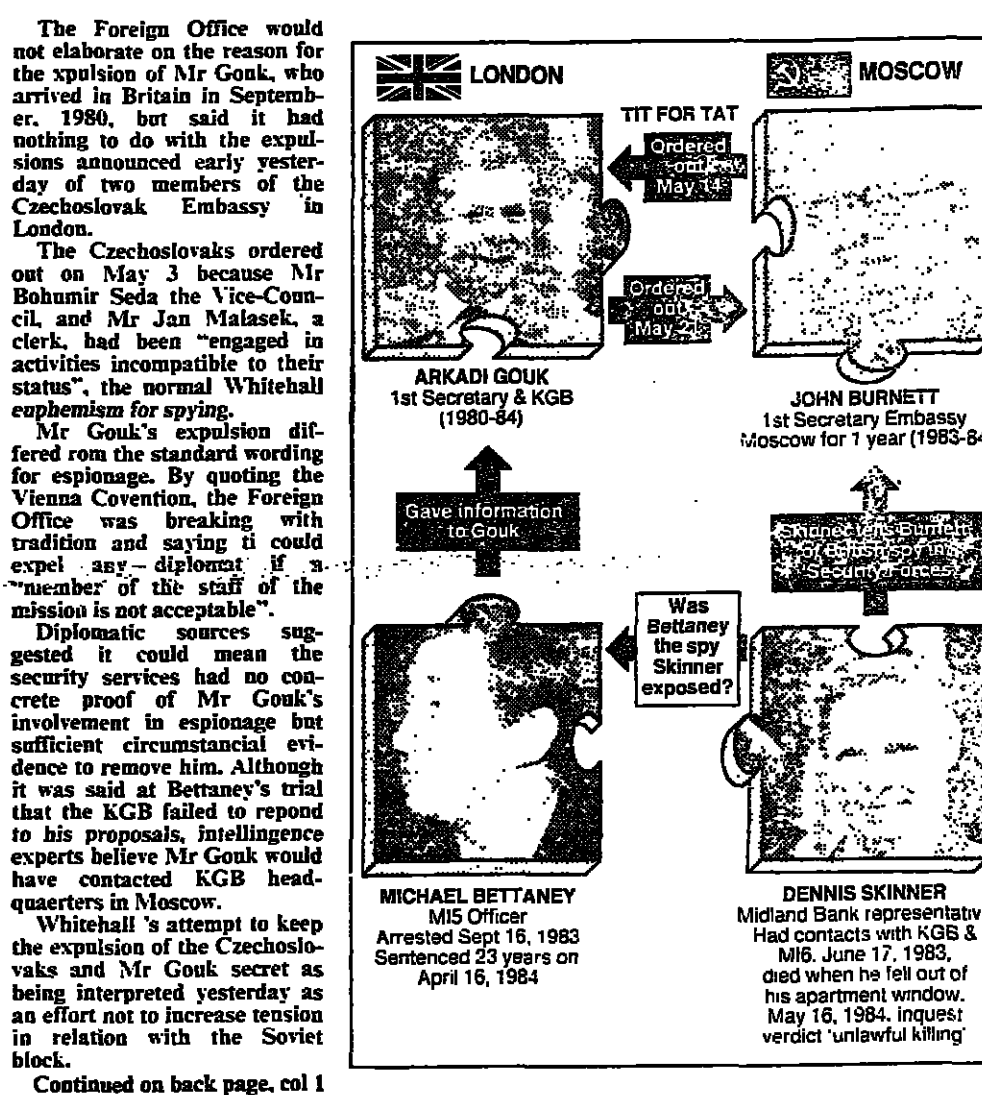 The Foreign Office would
not elaborate on the reason for
the xpulsion of Mr Gouk, who
arrived in Britain in Septemb-
er, 1980, but said it had
nothing to do with the expul-
sions announced early yester-
day of two members of the
Czechoslovak Embassy in
London.
The Czechoslovaks ordered
out on May 3 because Mr
Bohumir Seda the Vice-Coun-
cil, and Mr Jan Malasek, a
clerk, had been "engaged in
activities incompatible to their
status", the normal Whitehall
euphemism for spying.
Mr Gouk's expulsion dif-
fered rom the standard wording
for espionage. By quoting the
Vienna Covention, the Foreign
Office was breaking with
tradition and saying ti could
expel any diplomat if a
"member of the staff of the
mission is not acceptable".
Diplomatic sources sug-
gested it could mean the
security services had no con-
crete proof of Mr Gouk's
involvement in espionage but
sufficient circumstancial evi-
dence to remove him. Although
it was said at Bettaney's trial
that the KGB failed to repond
to his proposals, intellingence
experts believe Mr Gouk would
have contacted KGB head-
quaerters in Moscow.
Whitehall 's attempt to keep
the expulsion of the Czechoslo-
vaks and Mr Gouk secret as
being interpreted yesterday as
an effort not to increase tension
in relation with the Soviet
block.
Continued on back page, col 1
LONDON
MOSCOW
TIT FOR TAT
Ordered
out
May 14
Ordered
out
May 21
ARKADI GOUK
1st Secretary & KGB
(1980-84)
JOHN BURNETT
1st Secretary Embassy
Moscow for 1 year (1983-84
Gave information
to Gouk
Skinner tells Burnett
of British spy in
Security Forces
Was
Bettaney
the spy
Skinner
exposed?
MICHAEL BETTANEY
MI5 Officer
Arrested Sept 16, 1983
Sentenced 23 years on
April 16, 1984
DENNIS SKINNER
Midland Bank representativ
Had contacts with KGB &
MI6. June 17, 1983,
died when he fell out of
his apartment window.
May 16, 1984, inquest
verdict 'unlawful killing'